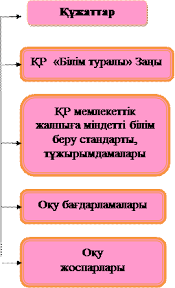 Құжаттар
ҚР «Білім туралы» Заңы
ҚР мемлекеттік
жалпыға міндетті білім
беру стандарты,
тұжырымдамалары
Оқу бағдарламалары
Оқу
жоспарлары